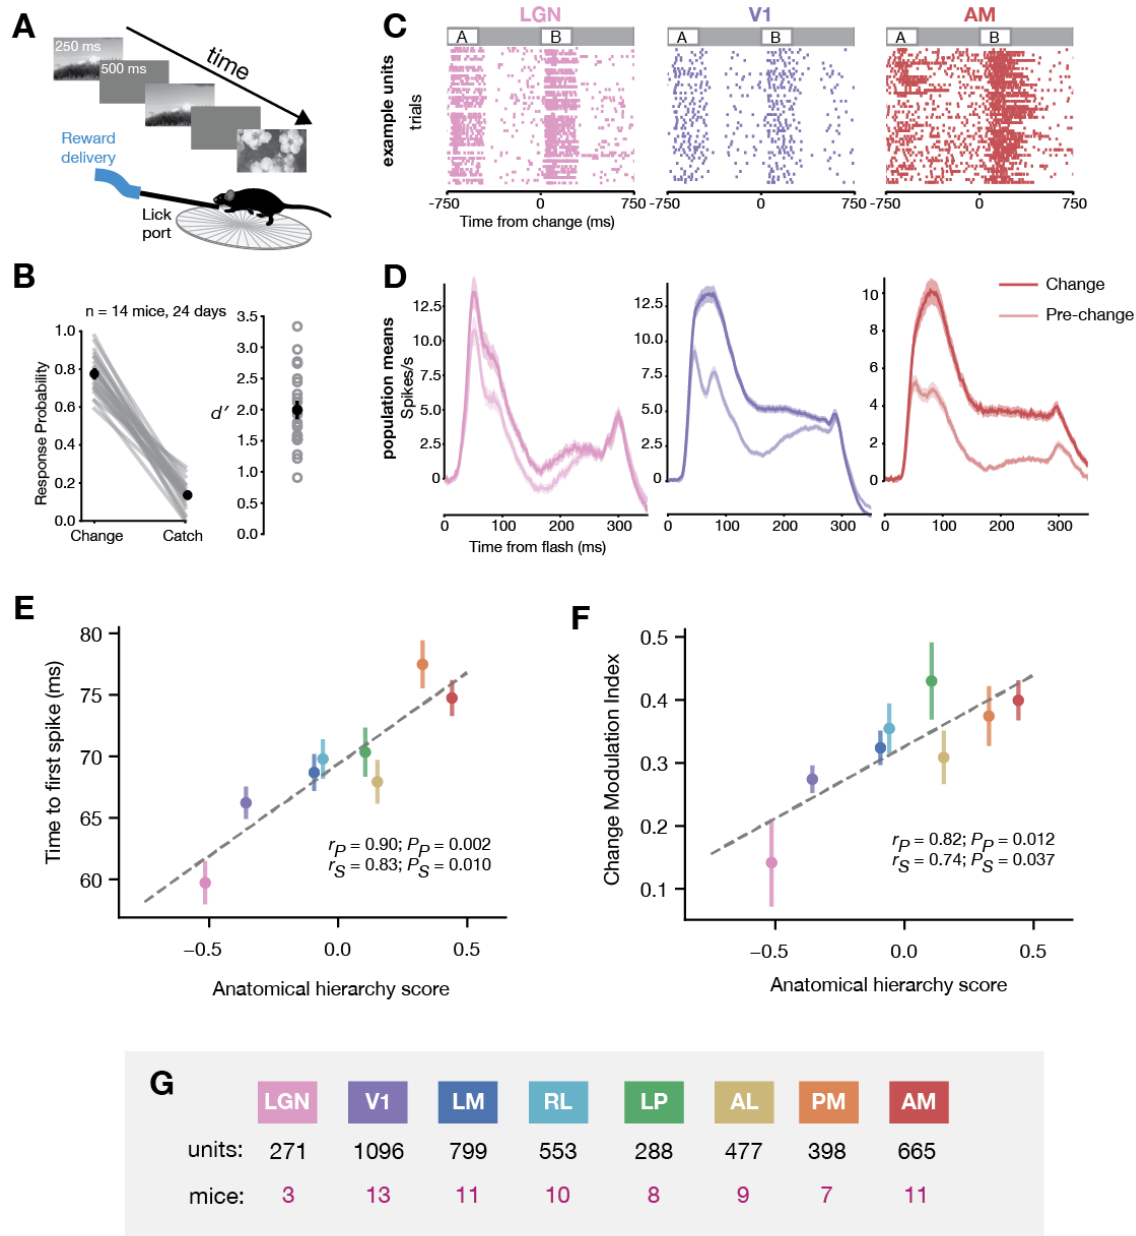 A
250 ms
500 ms
time
Reward
delivery
Lick
port
B
n = 14 mice, 24 days
Response Probability
1.0
0.8
0.6
0.4
0.2
0.0
Change
Catch
d′
3.5
3.0
2.5
2.0
1.5
1.0
0.5
0.0
C
LGN
V1
AM
A
B
A
B
A
B
example units
trials
-750
0
750
-750
0
750
-750
0
750
Time from change (ms)
D
population means
Spikes/s
12.5
10.0
7.5
5.0
2.5
0
0
100
200
300
Time from flash (ms)
12.5
10.0
7.5
5.0
2.5
0
0
100
200
300
10
8
6
4
2
0
0
100
200
300
Change
Pre-change
E
Time to first spike (ms)
80
75
70
65
60
−0.5
0.0
0.5
Anatomical hierarchy score
rP = 0.90; PP = 0.002
rS = 0.83; PS = 0.010
F
Change Modulation Index
0.5
0.4
0.3
0.2
0.1
−0.5
0.0
0.5
Anatomical hierarchy score
rP = 0.82; PP = 0.012
rS = 0.74; PS = 0.037
G
LGN V1 LM RL LP AL PM AM
units: 271 1096 799 553 288 477 398 665
mice: 3 13 11 10 8 9 7 11